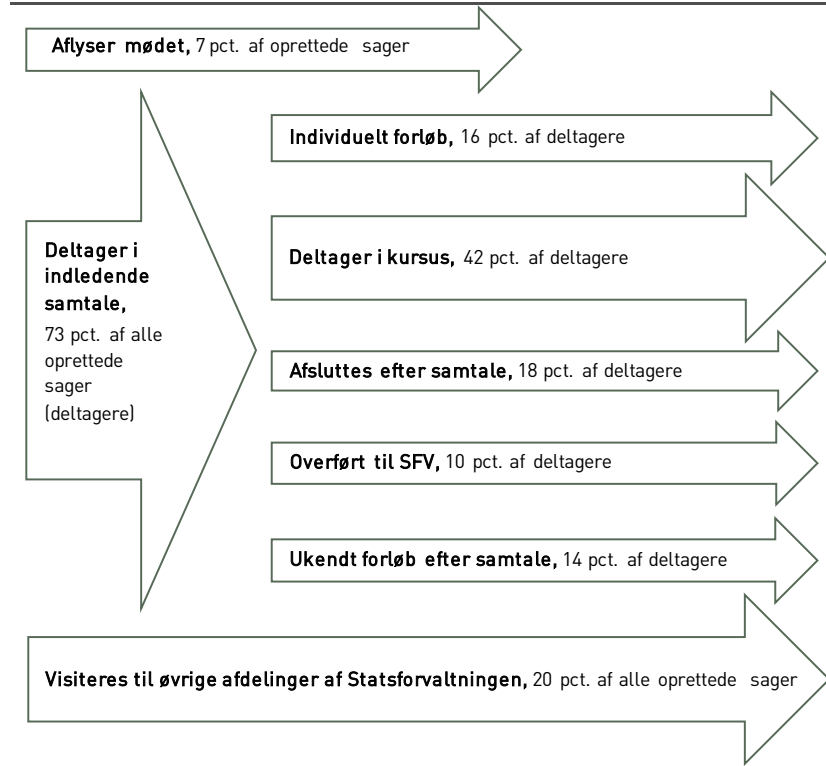 Aflyser mødet, 7 pct. af oprettede sager
Individuelt forløb, 16 pct. af deltagere
Deltager i
indledende
samtale,
73 pct. af alle
oprettede
sager
(deltagere)
Deltager i kursus, 42 pct. af deltagere
Afsluttes efter samtale, 18 pct. af deltagere
Overført til SFV, 10 pct. af deltagere
Ukendt forløb efter samtale, 14 pct. af deltagere
Visiteres til øvrige afdelinger af Statsforvaltningen, 20 pct. af alle oprettede sager